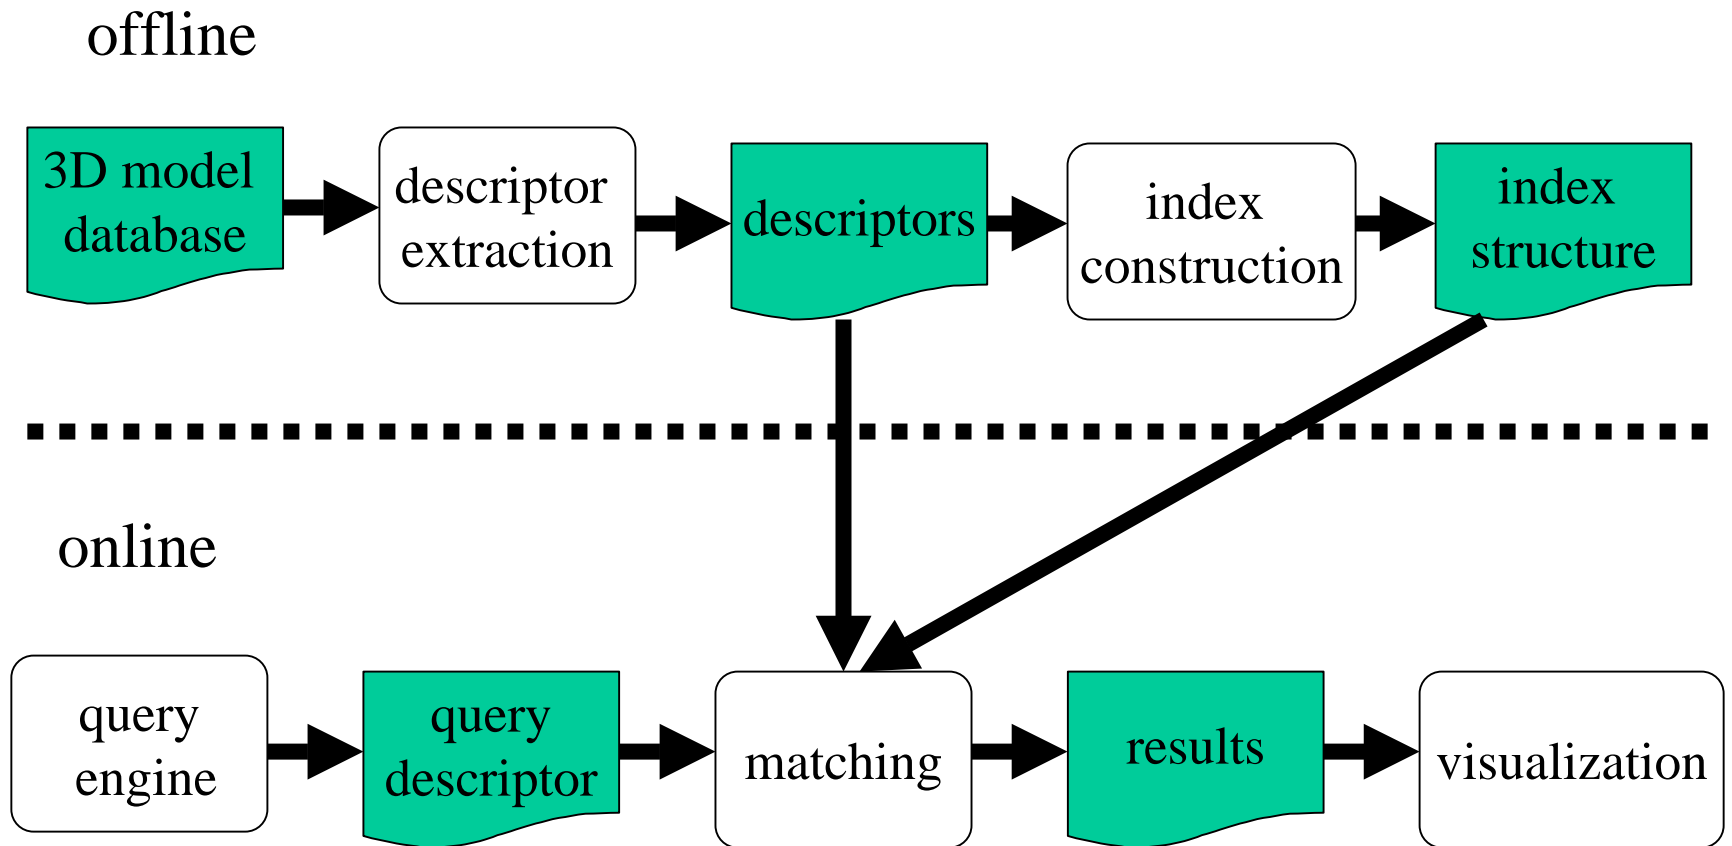 offline
3D model
database
descriptor
extraction
descriptors
index
construction
index
structure
online
query
engine
query
descriptor
matching
results
visualization